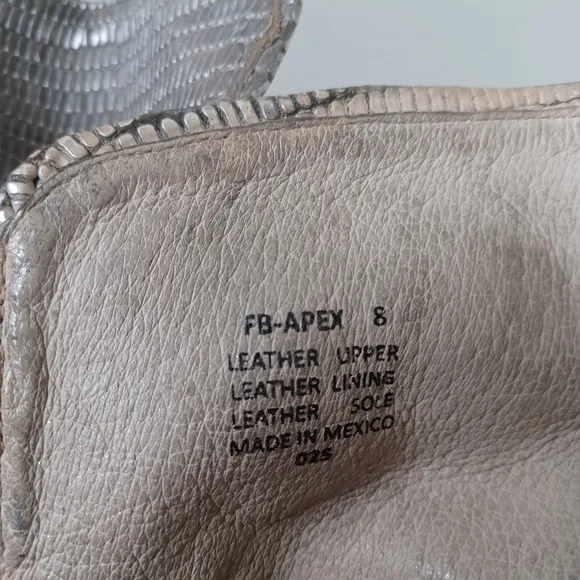 FB-APEX 8
LEATHER UPPER
LEATHER LINING
LEATHER SOLE
MADE IN MEXICO
025